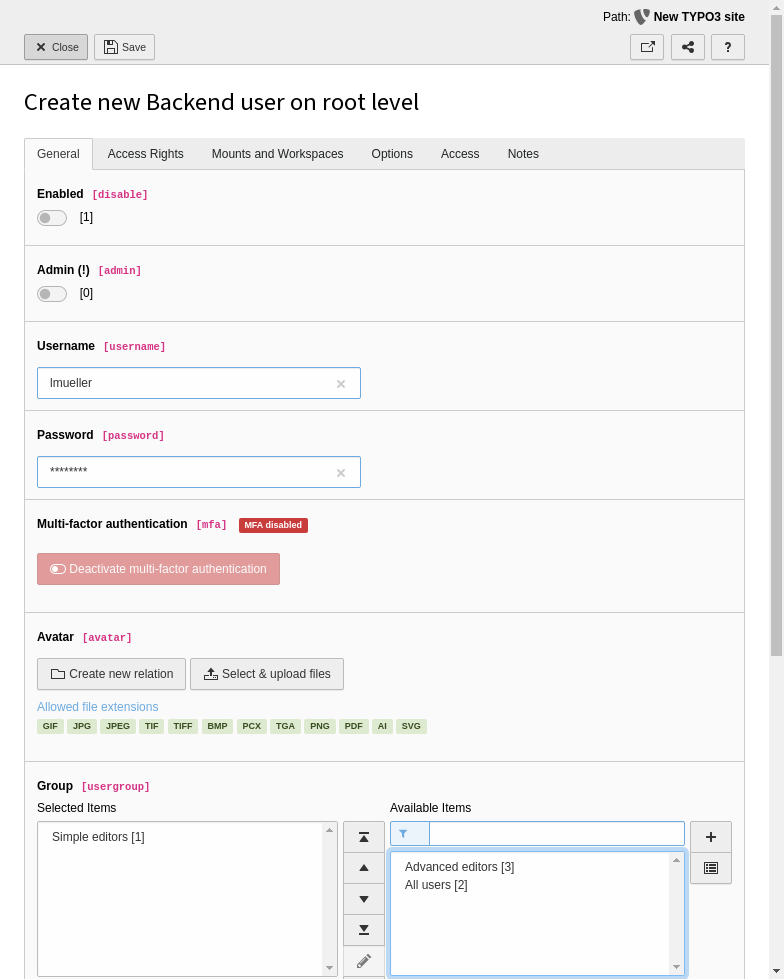 Path: New TYPO3 site
Close Save ?
Create new Backend user on root level
General Access Rights Mounts and Workspaces Options Access Notes
Enabled [disable]
[1]
Admin (!) [admin]
[0]
Username [username]
lmueller
Password [password]
********
Multi-factor authentication [mfa] MFA disabled
Deactivate multi-factor authentication
Avatar [avatar]
Create new relation Select & upload files
Allowed file extensions
GIF JPG JPEG TIF TIFF BMP PCX TGA PNG PDF AI SVG
Group [usergroup]
Selected Items Available Items
Simple editors [1]
Advanced editors [3]
All users [2]